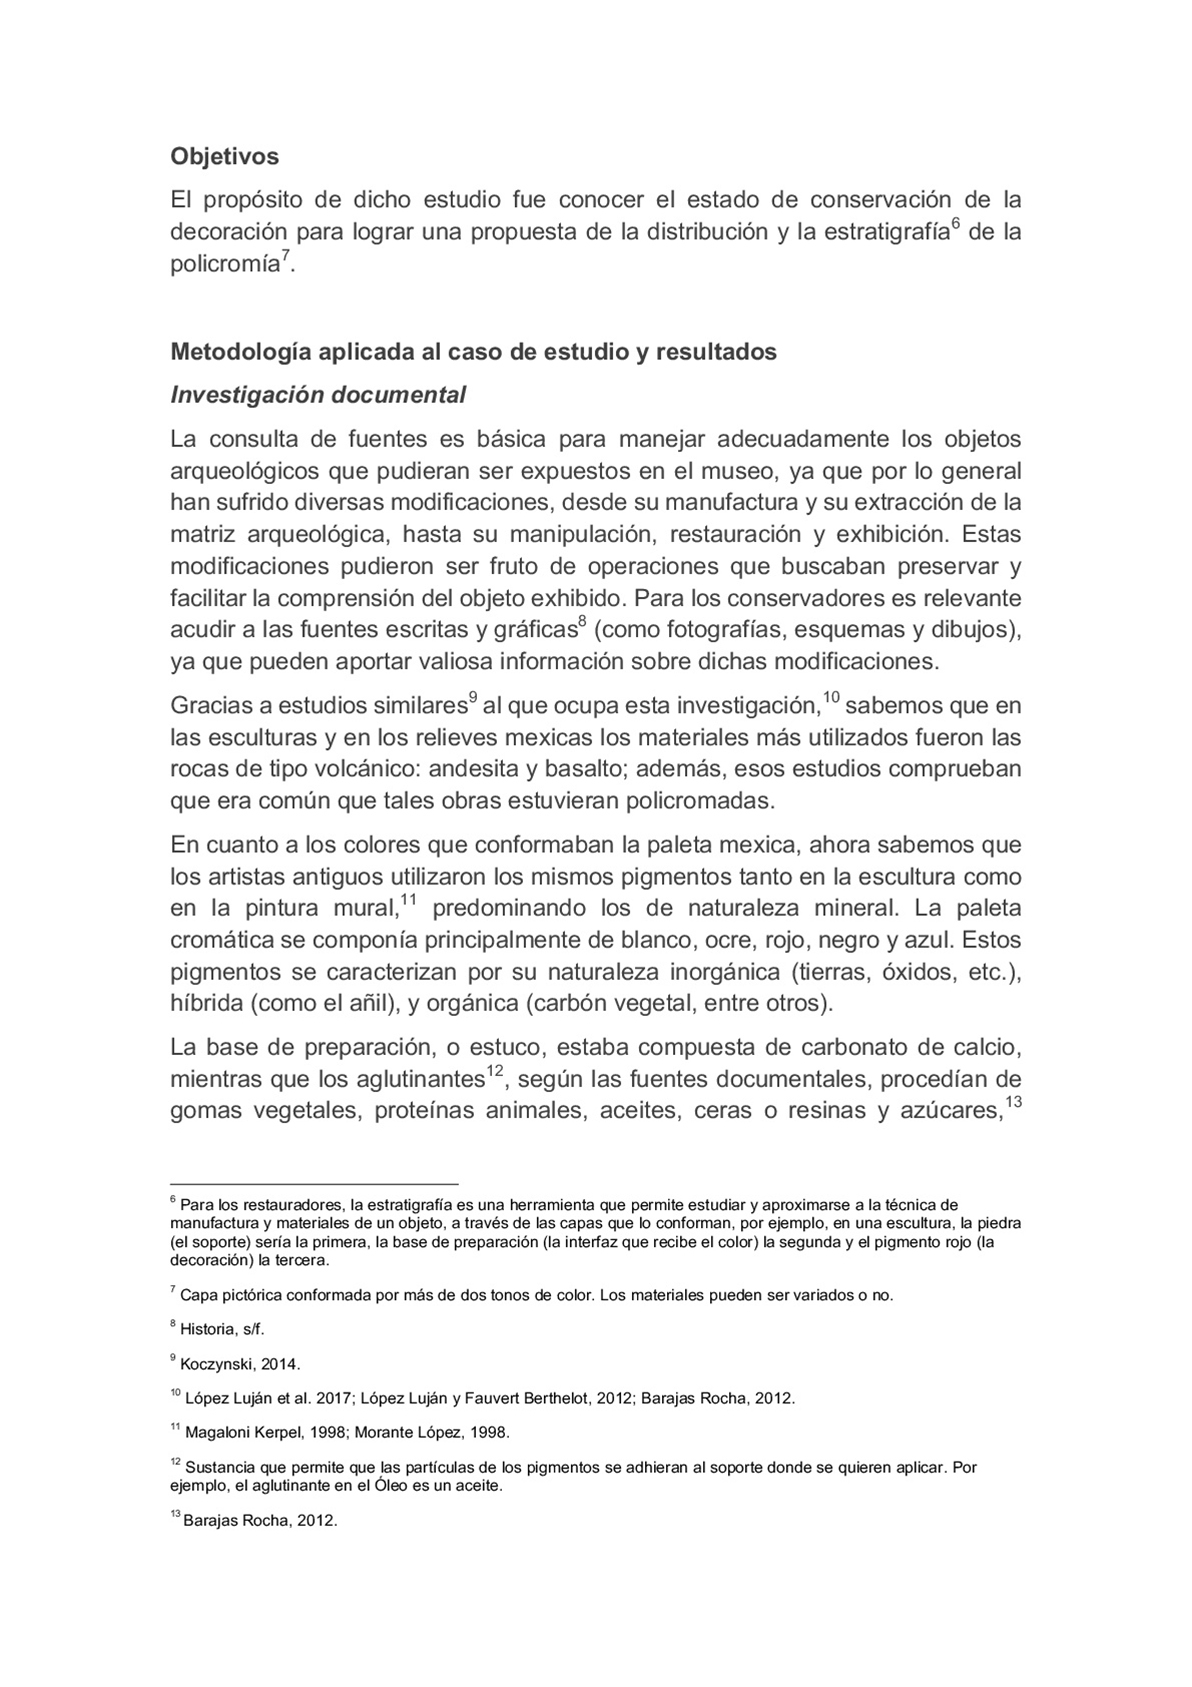 Objetivos
El propósito de dicho estudio fue conocer el estado de conservación de la
decoración para lograr una propuesta de la distribución y la estratigrafía6 de la
policromía7.
Metodología aplicada al caso de estudio y resultados
Investigación documental
La consulta de fuentes es básica para manejar adecuadamente los objetos
arqueológicos que pudieran ser expuestos en el museo, ya que por lo general
han sufrido diversas modificaciones, desde su manufactura y su extracción de la
matriz arqueológica, hasta su manipulación, restauración y exhibición. Estas
modificaciones pudieron ser fruto de operaciones que buscaban preservar y
facilitar la comprensión del objeto exhibido. Para los conservadores es relevante
acudir a las fuentes escritas y gráficas8 (como fotografías, esquemas y dibujos),
ya que pueden aportar valiosa información sobre dichas modificaciones.
Gracias a estudios similares9 al que ocupa esta investigación,10 sabemos que en
las esculturas y en los relieves mexicas los materiales más utilizados fueron las
rocas de tipo volcánico: andesita y basalto; además, esos estudios comprueban
que era común que tales obras estuvieran policromadas.
En cuanto a los colores que conformaban la paleta mexica, ahora sabemos que
los artistas antiguos utilizaron los mismos pigmentos tanto en la escultura como
en la pintura mural,11 predominando los de naturaleza mineral. La paleta
cromática se componía principalmente de blanco, ocre, rojo, negro y azul. Estos
pigmentos se caracterizan por su naturaleza inorgánica (tierras, óxidos, etc.),
híbrida (como el añil), y orgánica (carbón vegetal, entre otros).
La base de preparación, o estuco, estaba compuesta de carbonato de calcio,
mientras que los aglutinantes12, según las fuentes documentales, procedían de
gomas vegetales, proteínas animales, aceites, ceras o resinas y azúcares,13
6 Para los restauradores, la estratigrafía es una herramienta que permite estudiar y aproximarse a la técnica de
manufactura y materiales de un objeto, a través de las capas que lo conforman, por ejemplo, en una escultura, la piedra
(el soporte) sería la primera, la base de preparación (la interfaz que recibe el color) la segunda y el pigmento rojo (la
decoración) la tercera.
7 Capa pictórica conformada por más de dos tonos de color. Los materiales pueden ser variados o no.
8 Historia, s/f.
9 Koczynski, 2014.
10 López Luján et al. 2017; López Luján y Fauvert Berthelot, 2012; Barajas Rocha, 2012.
11 Magaloni Kerpel, 1998; Morante López, 1998.
12 Sustancia que permite que las partículas de los pigmentos se adhieran al soporte donde se quieren aplicar. Por
ejemplo, el aglutinante en el Óleo es un aceite.
13 Barajas Rocha, 2012.